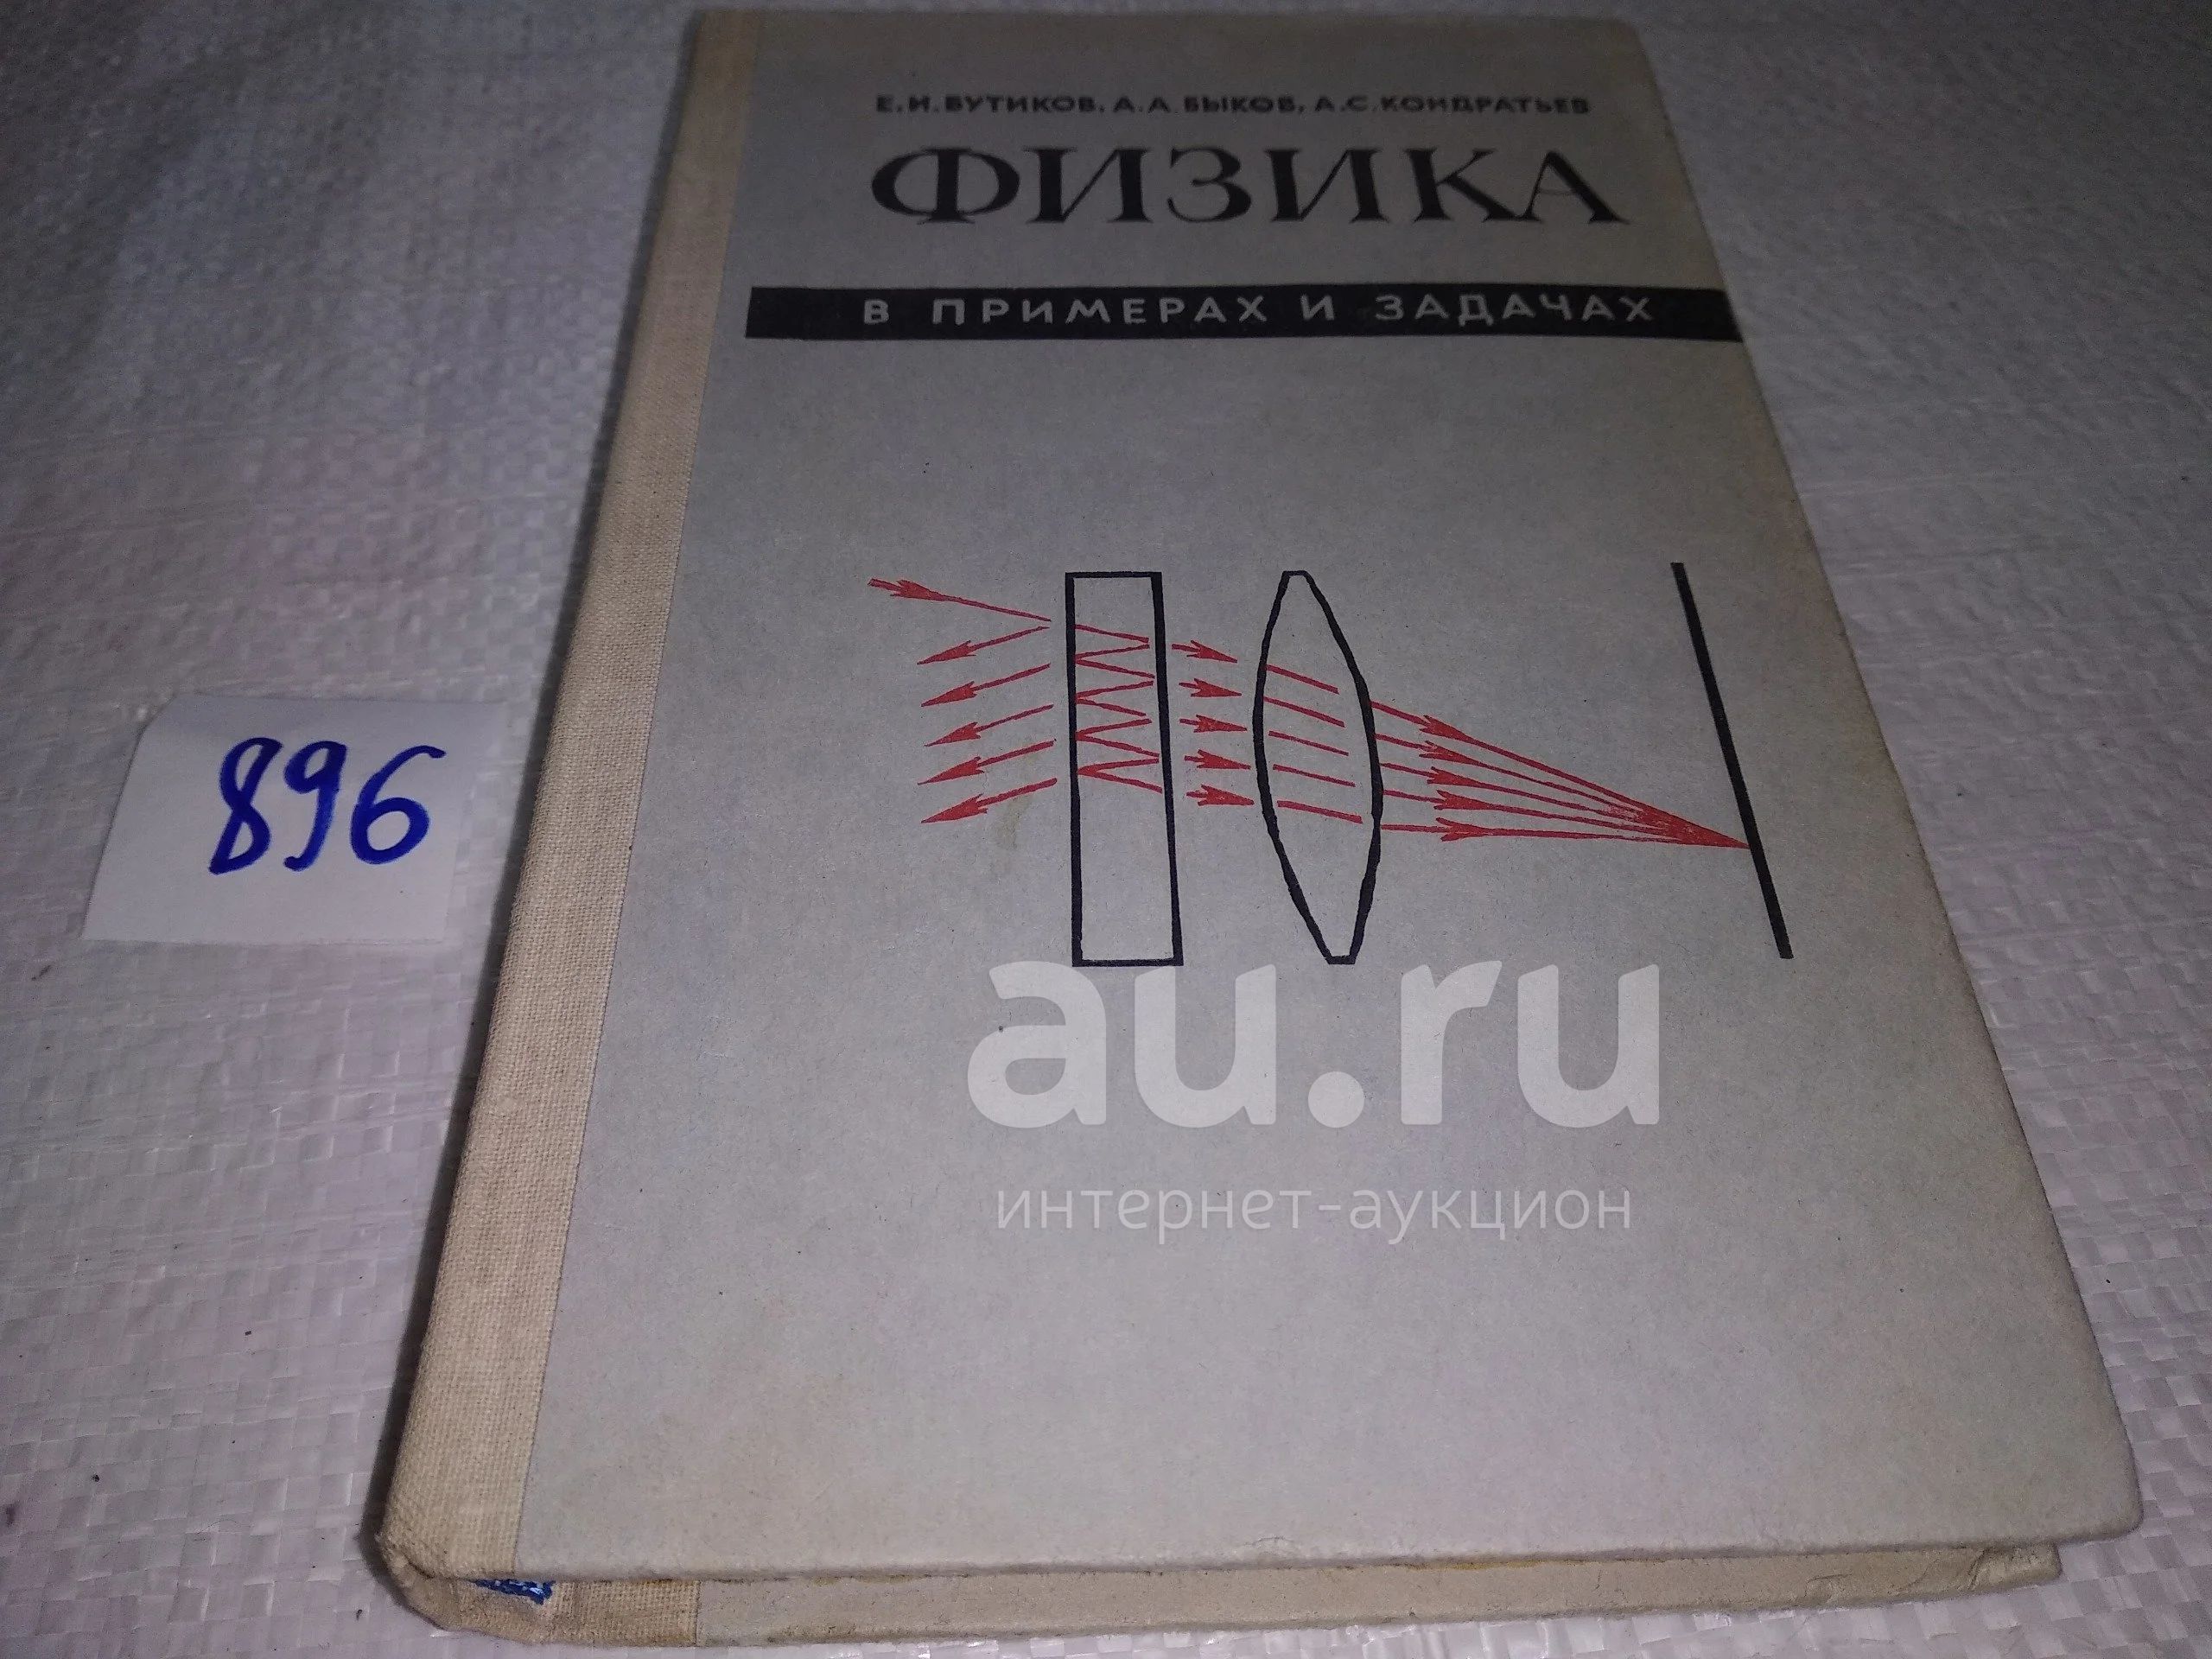 Е.И.БУТИКОВ, А.А.БЫКОВ, А.С.КОНДРАТЬЕВ
ФИЗИКА
В ПРИМЕРАХ И ЗАДАЧАХ
896
au.ru
интернет-аукцион